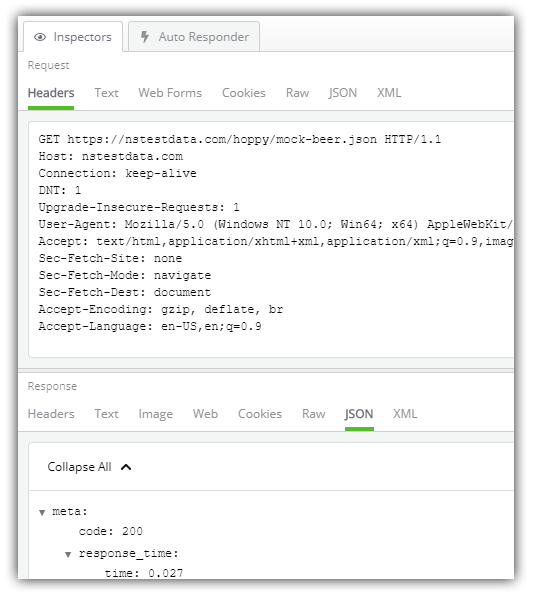 Inspectors Auto Responder
Request
Headers Text Web Forms Cookies Raw JSON XML
GET https://nstestdata.com/hoppy/mock-beer.json HTTP/1.1
Host: nstestdata.com
Connection: keep-alive
DNT: 1
Upgrade-Insecure-Requests: 1
User-Agent: Mozilla/5.0 (Windows NT 10.0; Win64; x64) AppleWebKit/
Accept: text/html,application/xhtml+xml,application/xml;q=0.9,imag
Sec-Fetch-Site: none
Sec-Fetch-Mode: navigate
Sec-Fetch-Dest: document
Accept-Encoding: gzip, deflate, br
Accept-Language: en-US,en;q=0.9
Response
Headers Text Image Web Cookies Raw JSON XML
Collapse All
meta:
code: 200
response_time:
time: 0.027